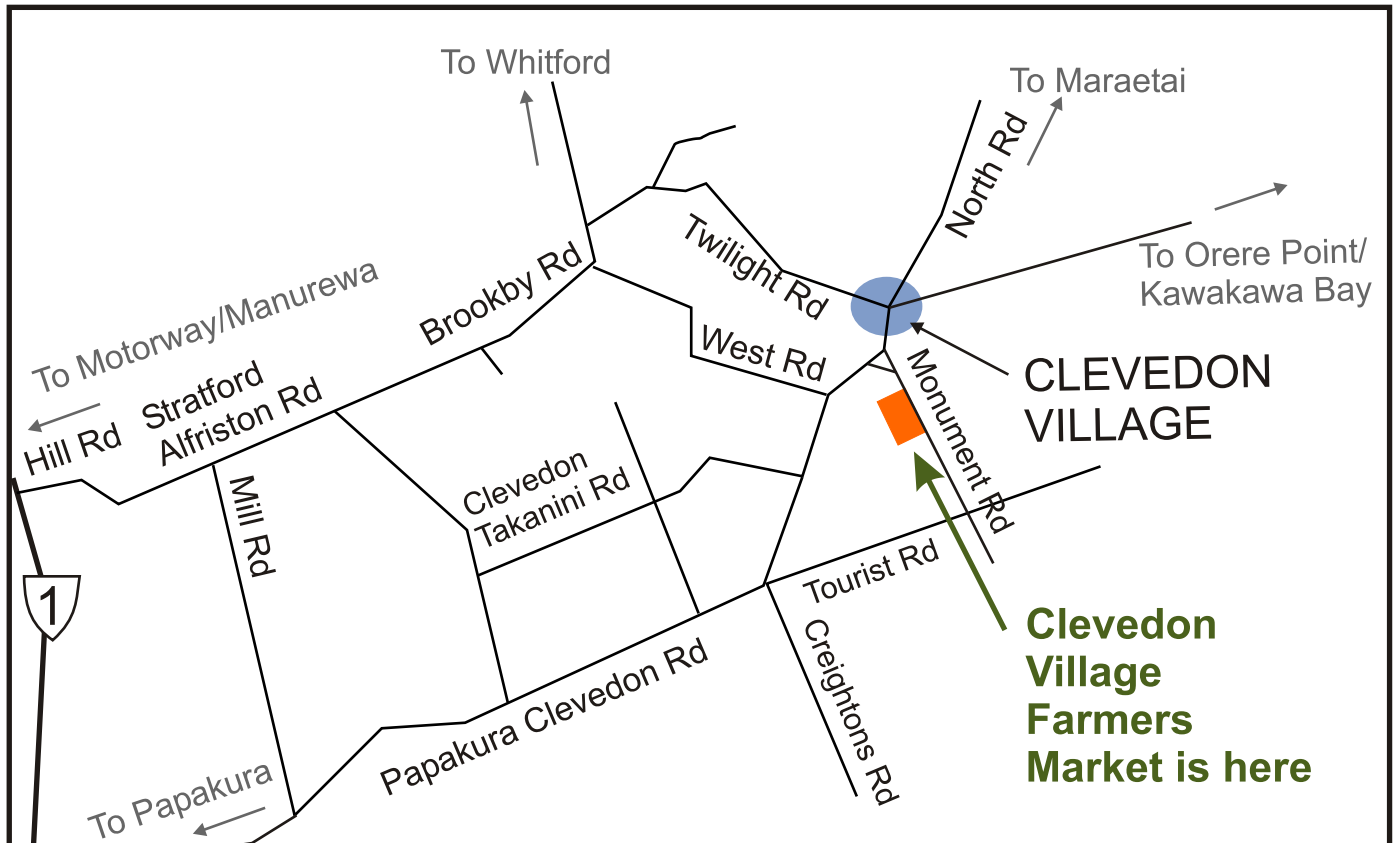 To Whitford
To Maraetai
North Rd
To Orere Point/
Kawakawa Bay
Twilight Rd
Brookby Rd
To Motorway/Manurewa
West Rd
CLEVEDON
VILLAGE
Monument Rd
Stratford
Alfriston Rd
Hill Rd
Mill Rd
Clevedon
Takanini Rd
Tourist Rd
1
Papakura Clevedon Rd
Creightons Rd
Clevedon
Village
Farmers
Market is here
To Papakura